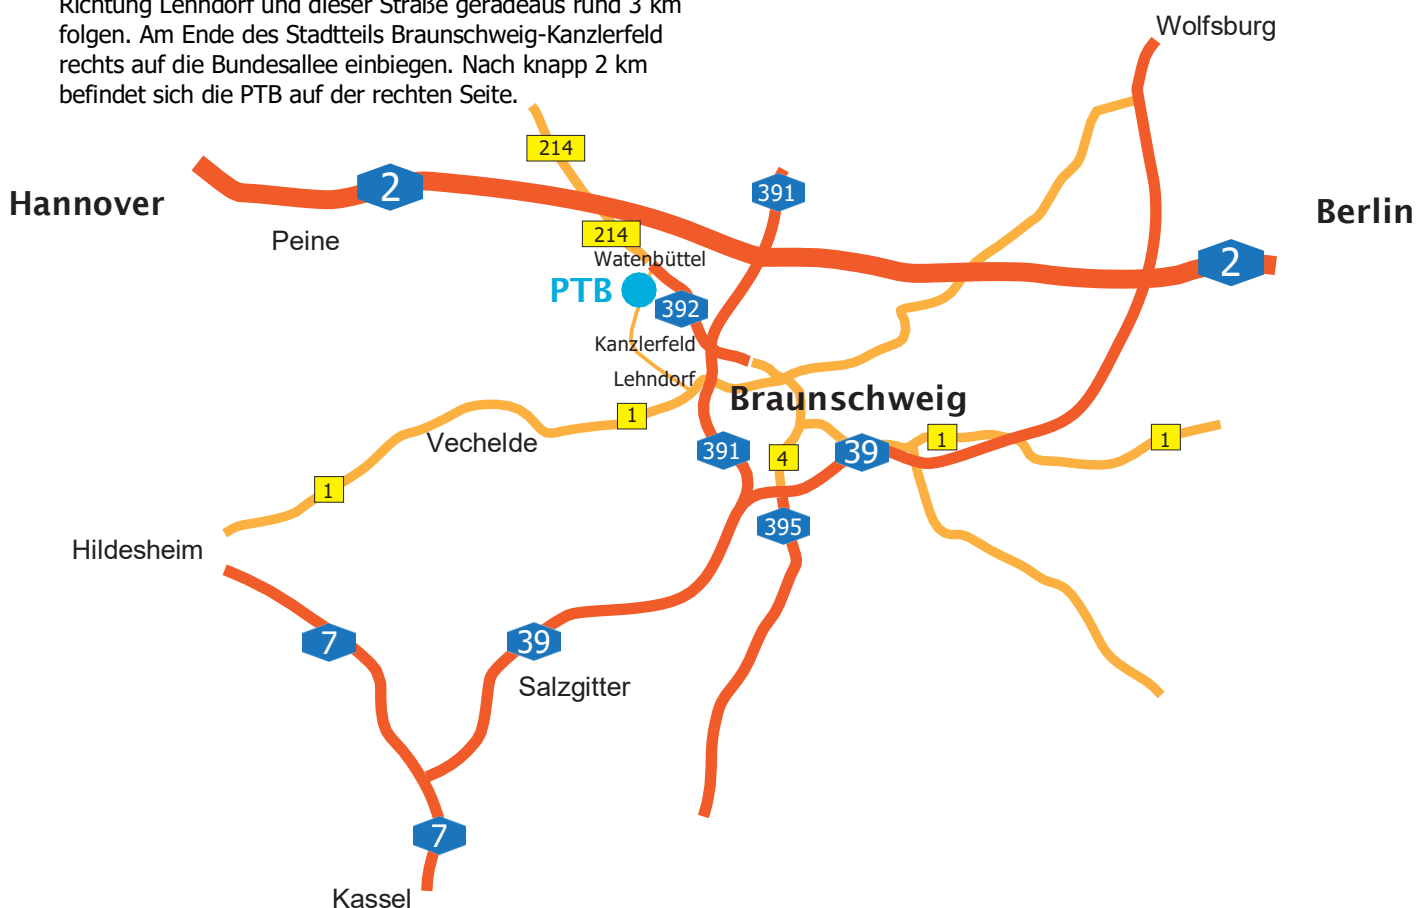 Richtung Lehndorf und dieser Straße geradeaus rund 3 km
folgen. Am Ende des Stadtteils Braunschweig-Kanzlerfeld
rechts auf die Bundesallee einbiegen. Nach knapp 2 km
befindet sich die PTB auf der rechten Seite.
Wolfsburg
214
2
391
Hannover
Berlin
214
Peine
Watenbüttel
2
PTB
392
Kanzlerfeld
Lehndorf
Braunschweig
1
Vechelde
391
4
39
1
1
1
395
Hildesheim
7
39
Salzgitter
7
Kassel